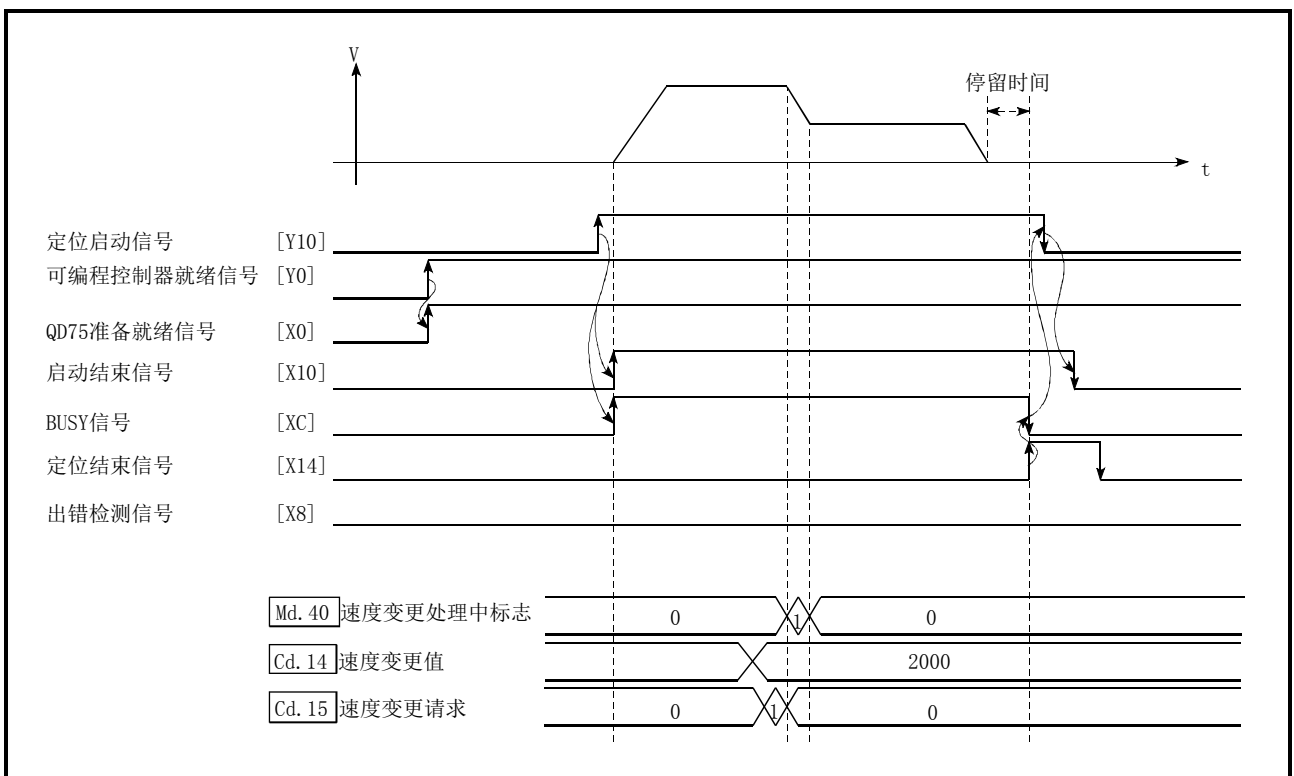 V
停留时间
t
定位启动信号 [Y10]
可编程控制器就绪信号 [Y0]
QD75准备就绪信号 [X0]
启动结束信号 [X10]
BUSY信号 [XC]
定位结束信号 [X14]
出错检测信号 [X8]
Md.40 速度变更处理中标志 0 1 0
Cd.14 速度变更值 2000
Cd.15 速度变更请求 0 1 0